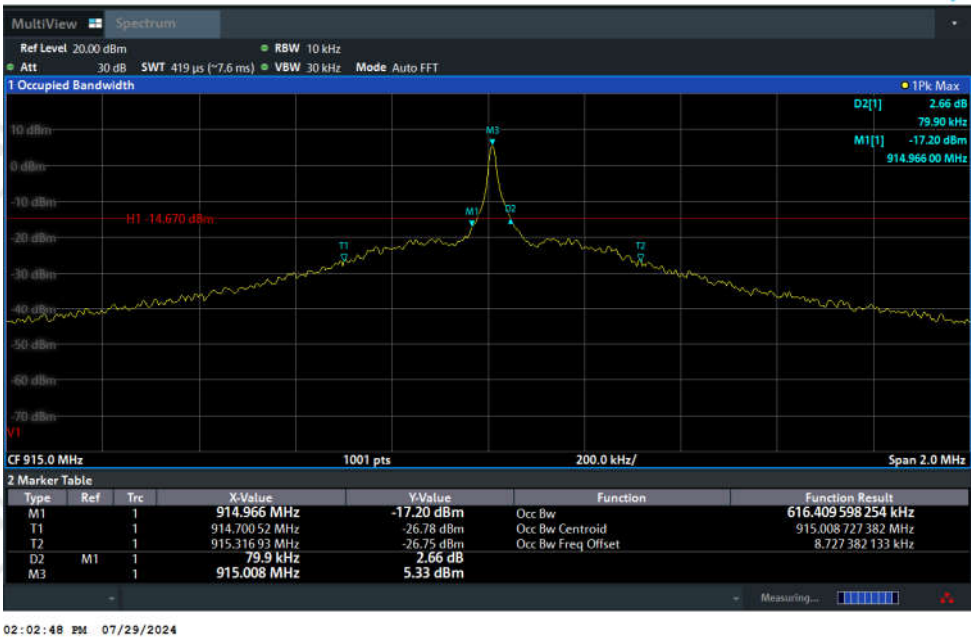 MultiView Spectrum
Ref Level 20.00 dBm RBW 10 kHz
Att 30 dB SWT 419 µs (~7.6 ms) VBW 30 kHz Mode Auto FFT
1 Occupied Bandwidth 1Pk Max
D2[1] 2.66 dB
79.90 kHz
M1[1] -17.20 dBm
914.966 00 MHz
10 dBm
M3
0 dBm
-10 dBm
M1 D2
H1 -14.670 dBm
-20 dBm
T1 T2
-30 dBm
-40 dBm
-50 dBm
-60 dBm
-70 dBm
V1
CF 915.0 MHz 1001 pts 200.0 kHz/ Span 2.0 MHz
2 Marker Table
Type Ref Trc X-Value Y-Value Function Function Result
M1 1 914.966 MHz -17.20 dBm Occ Bw 616.409 598 254 kHz
T1 1 914.700 52 MHz -26.78 dBm Occ Bw Centroid 915.008 727 382 MHz
T2 1 915.316 93 MHz -26.75 dBm Occ Bw Freq Offset 8.727 382 133 kHz
D2 M1 1 79.9 kHz 2.66 dB
M3 1 915.008 MHz 5.33 dBm
Measuring...
02:02:48 PM 07/29/2024